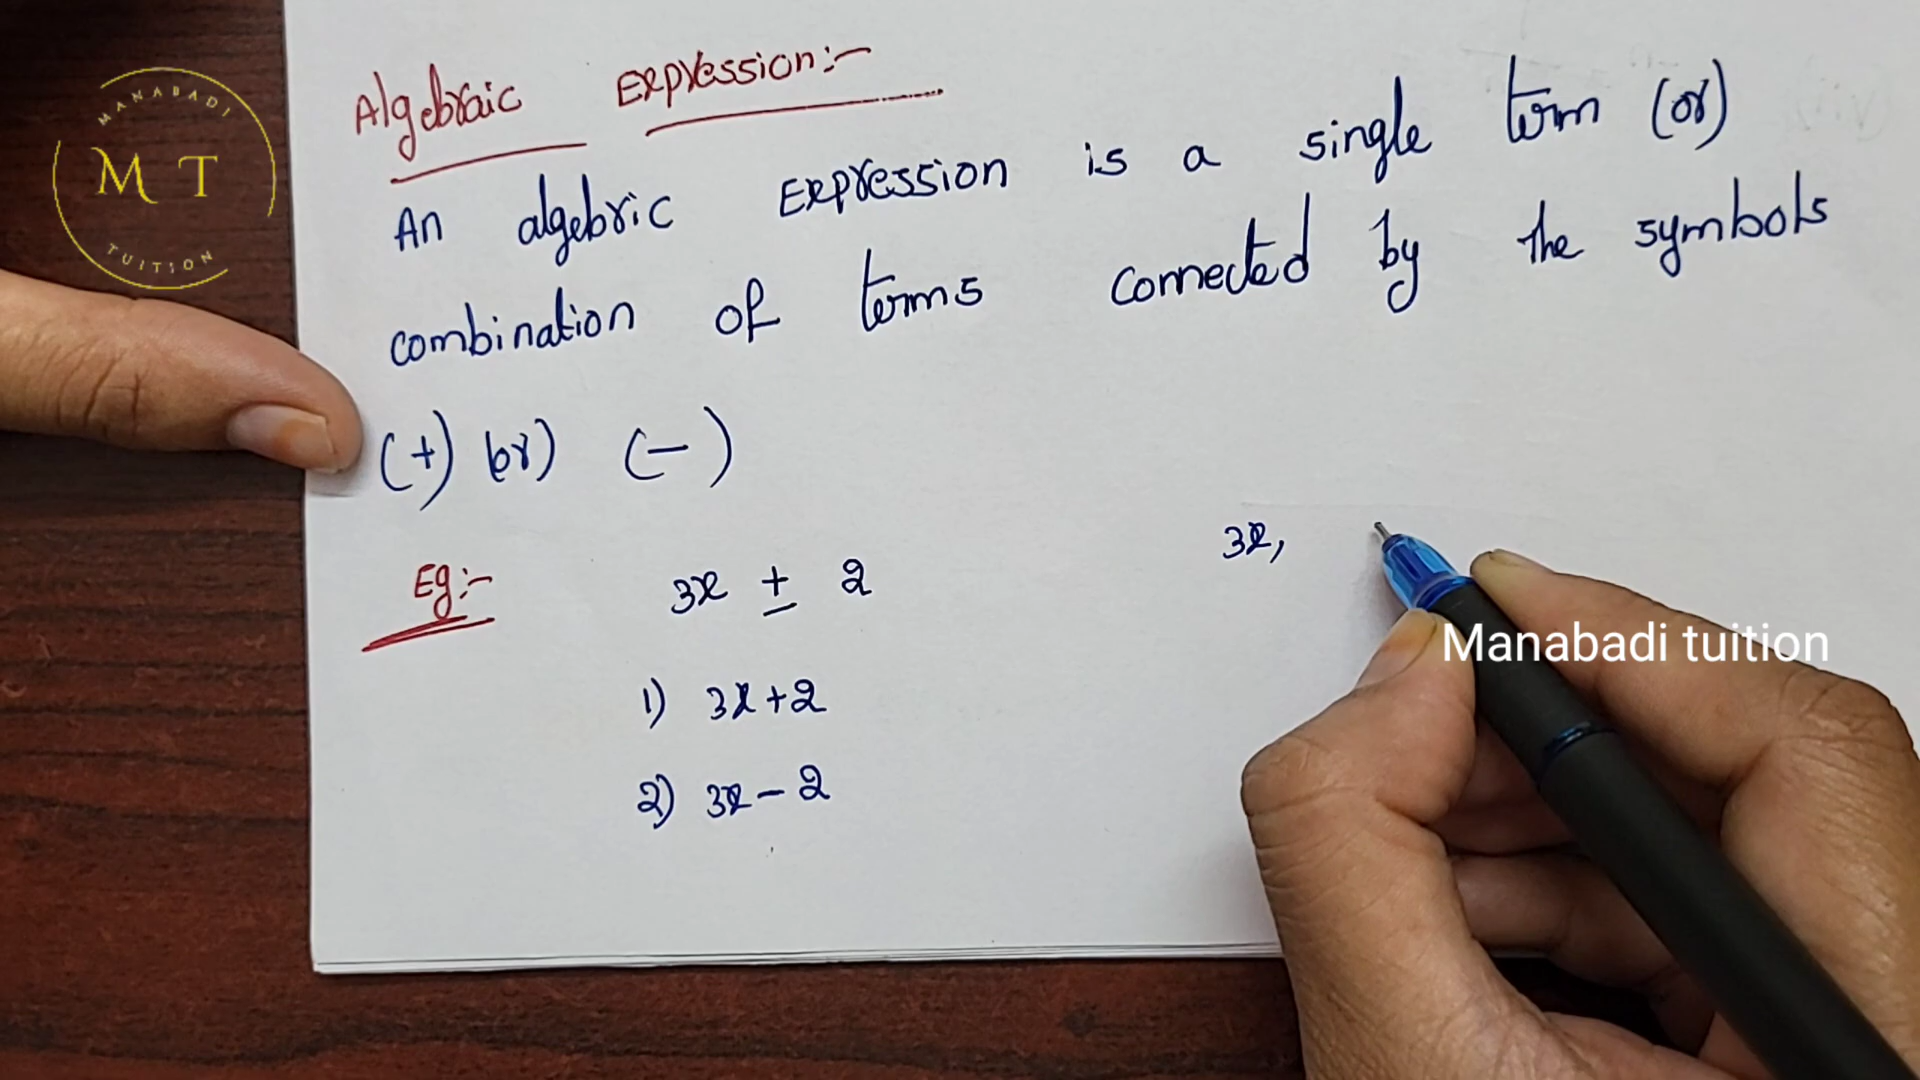 MANABADI
M T
TUITION
Algebraic Expression:-
An algebric Expression is a single term (or)
combination of terms connected by the symbols
(+) or) (-)
Eg:- 3x ± 2
3x,
1) 3x+2
2) 3x-2
Manabadi tuition